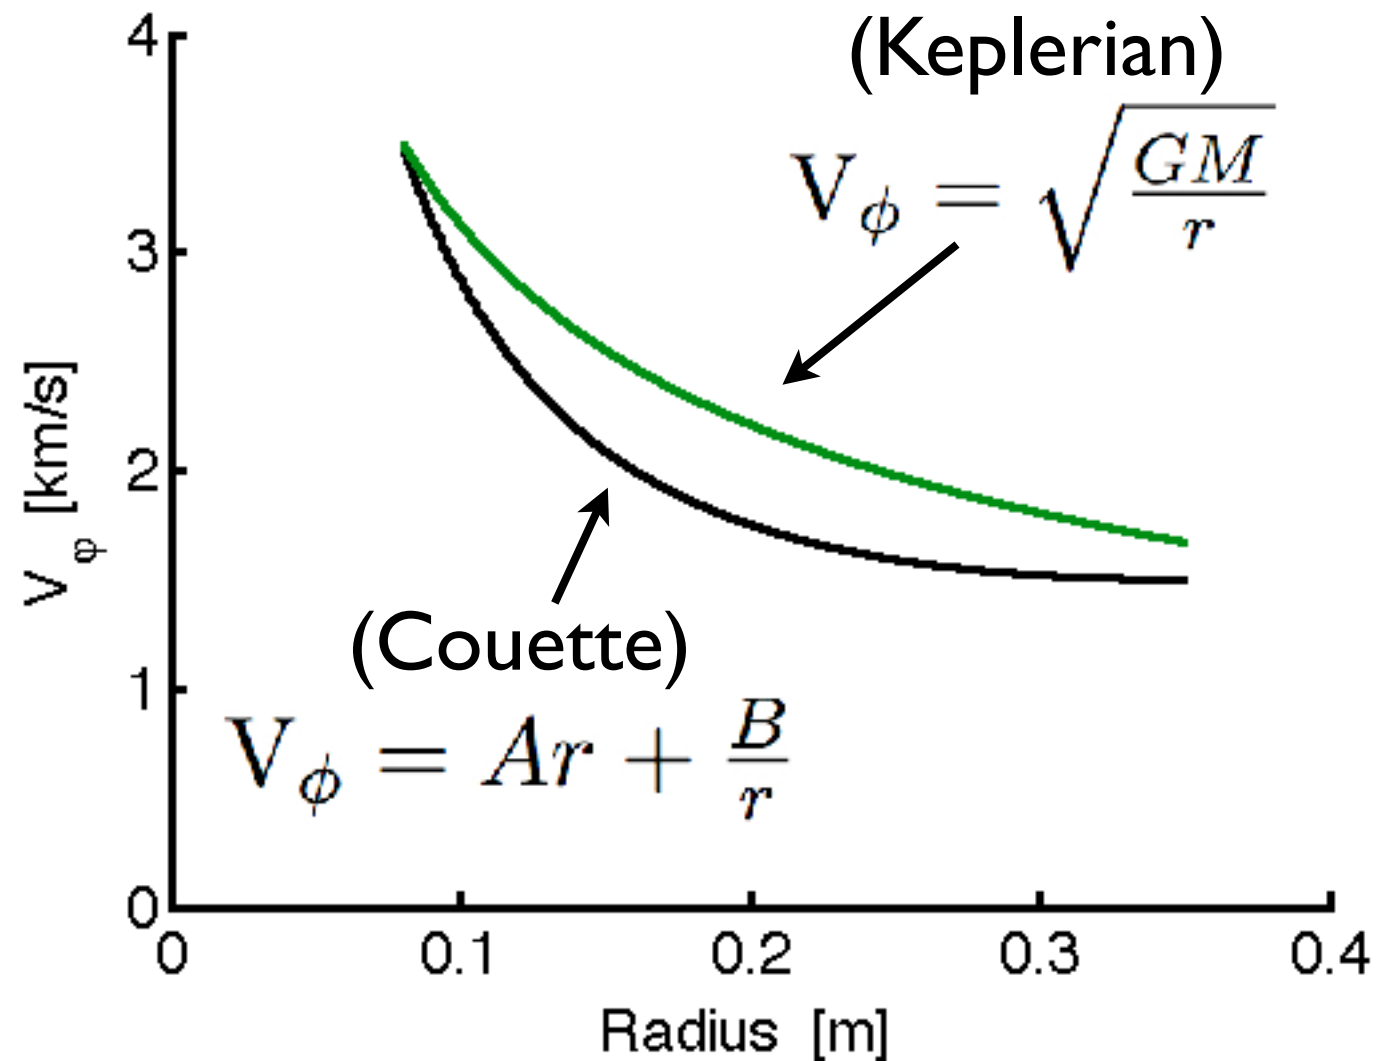 (Keplerian)
V_ϕ = √(GM/r)
(Couette)
V_ϕ = Ar + B/r
V_φ [km/s]
4
3
2
1
0
0 0.1 0.2 0.3 0.4
Radius [m]